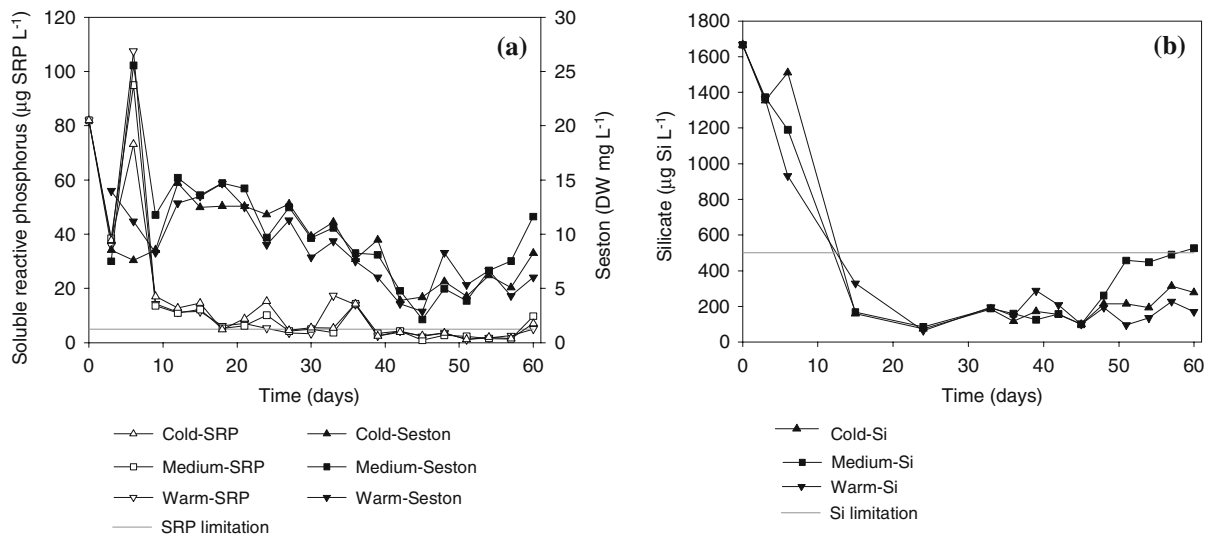 (a)
Soluble reactive phosphorus (µg SRP L-1)
120
100
80
60
40
20
0
30
25
20
15
10
5
0
Seston (DW mg L-1)
0 10 20 30 40 50 60
Time (days)
Cold-SRP Cold-Seston
Medium-SRP Medium-Seston
Warm-SRP Warm-Seston
SRP limitation
(b)
Silicate (µg Si L-1)
1800
1600
1400
1200
1000
800
600
400
200
0
0 10 20 30 40 50 60
Time (days)
Cold-Si
Medium-Si
Warm-Si
Si limitation